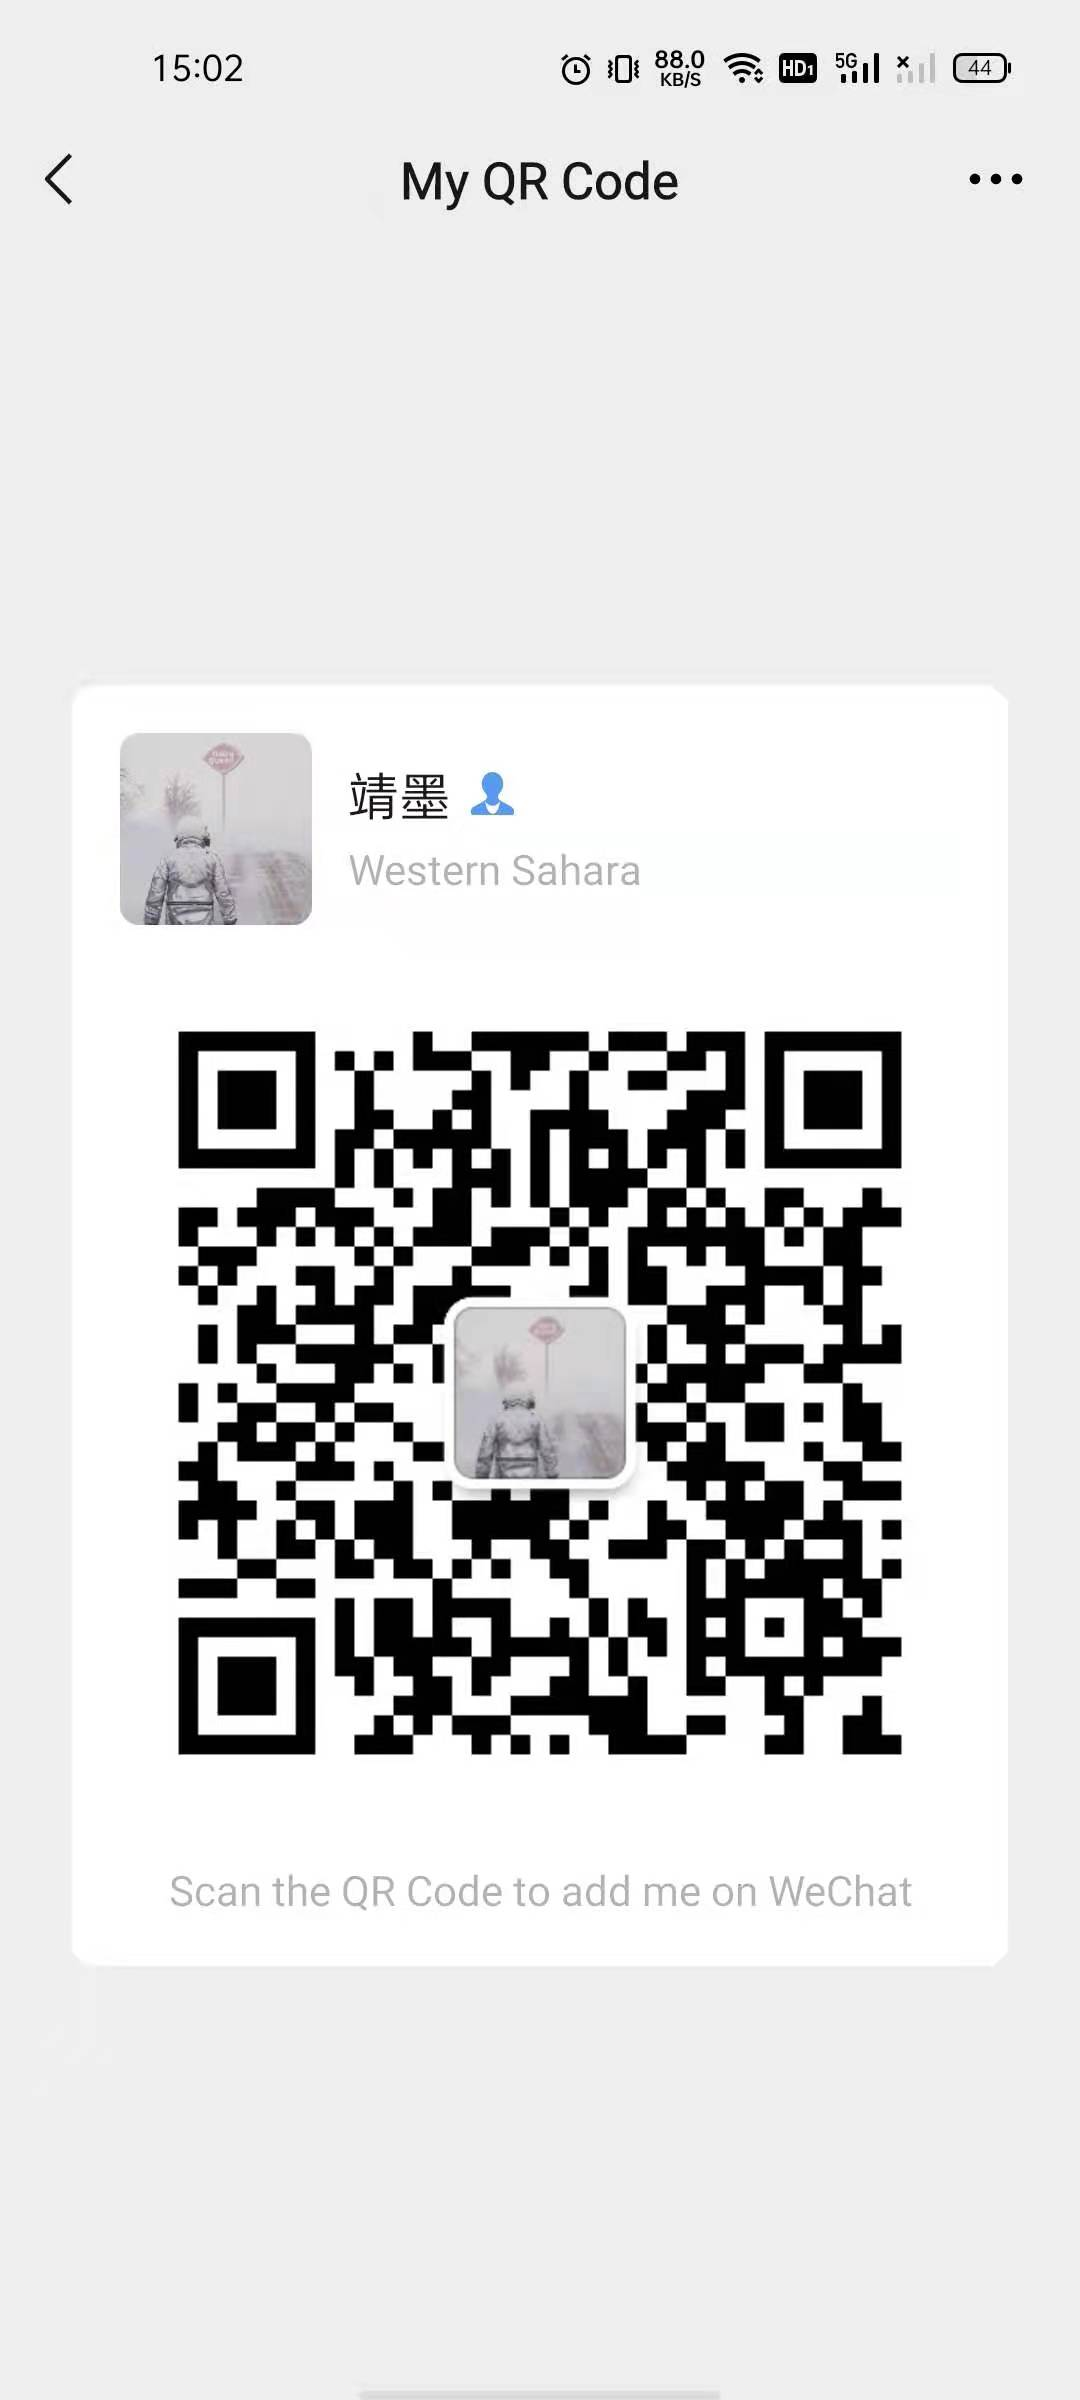 15:02 88.0 KB/S HD1 5G 44
My QR Code
靖墨
Western Sahara
Scan the QR Code to add me on WeChat